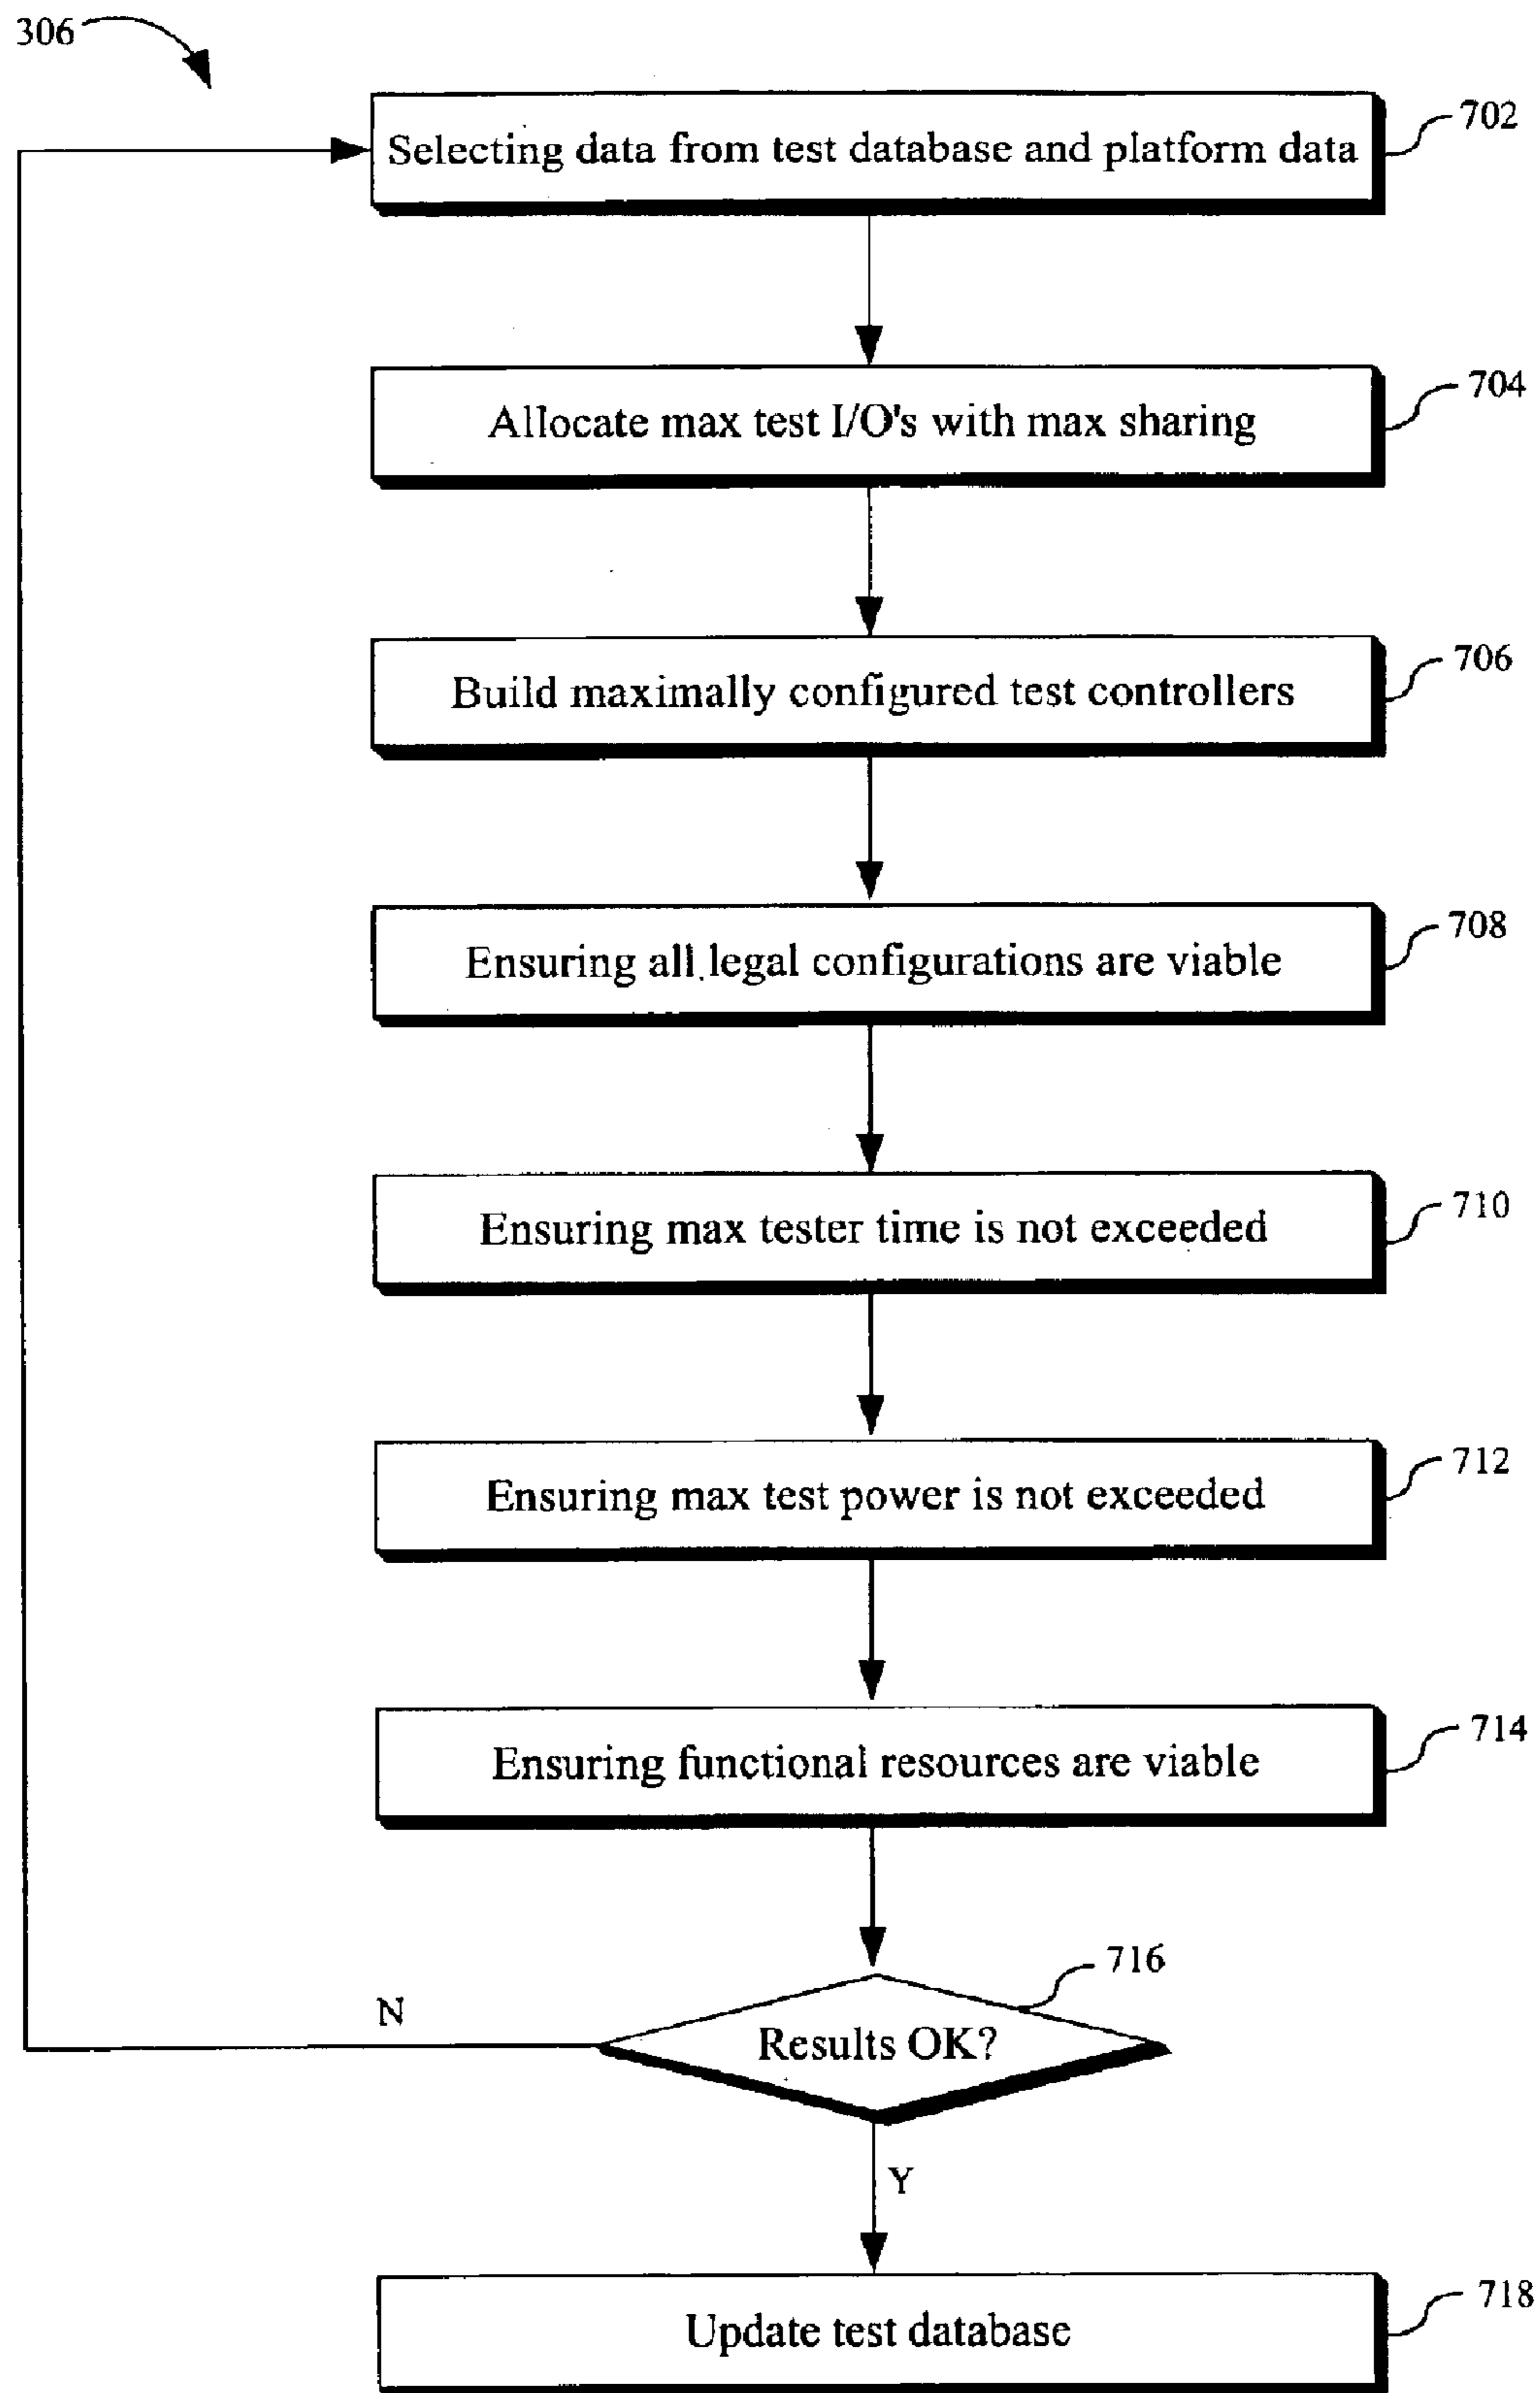 306
Selecting data from test database and platform data
702
Allocate max test I/O's with max sharing
704
Build maximally configured test controllers
706
Ensuring all legal configurations are viable
708
Ensuring max tester time is not exceeded
710
Ensuring max test power is not exceeded
712
Ensuring functional resources are viable
714
716
N
Results OK?
Y
Update test database
718